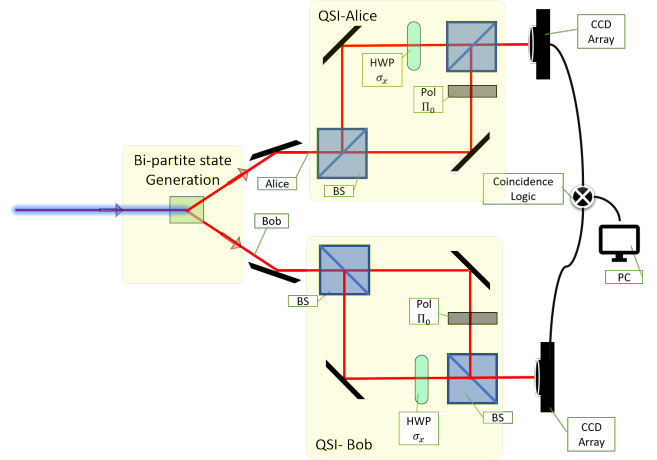 QSI-Alice
CCD
Array
HWP
σₓ
Pol
Π₀
Bi-partite state
Generation
Alice
BS
Coincidence
Logic
Bob
PC
BS
Pol
Π₀
HWP
σₓ
BS
CCD
Array
QSI- Bob